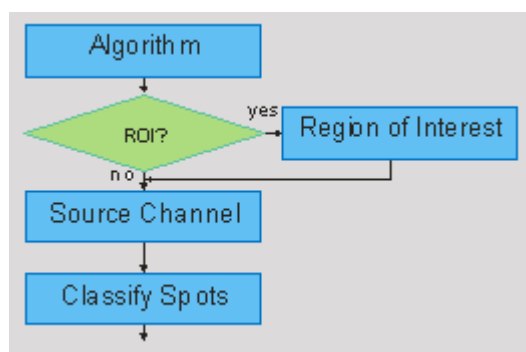 Algorithm
ROI?
yes
Region of Interest
no
Source Channel
Classify Spots